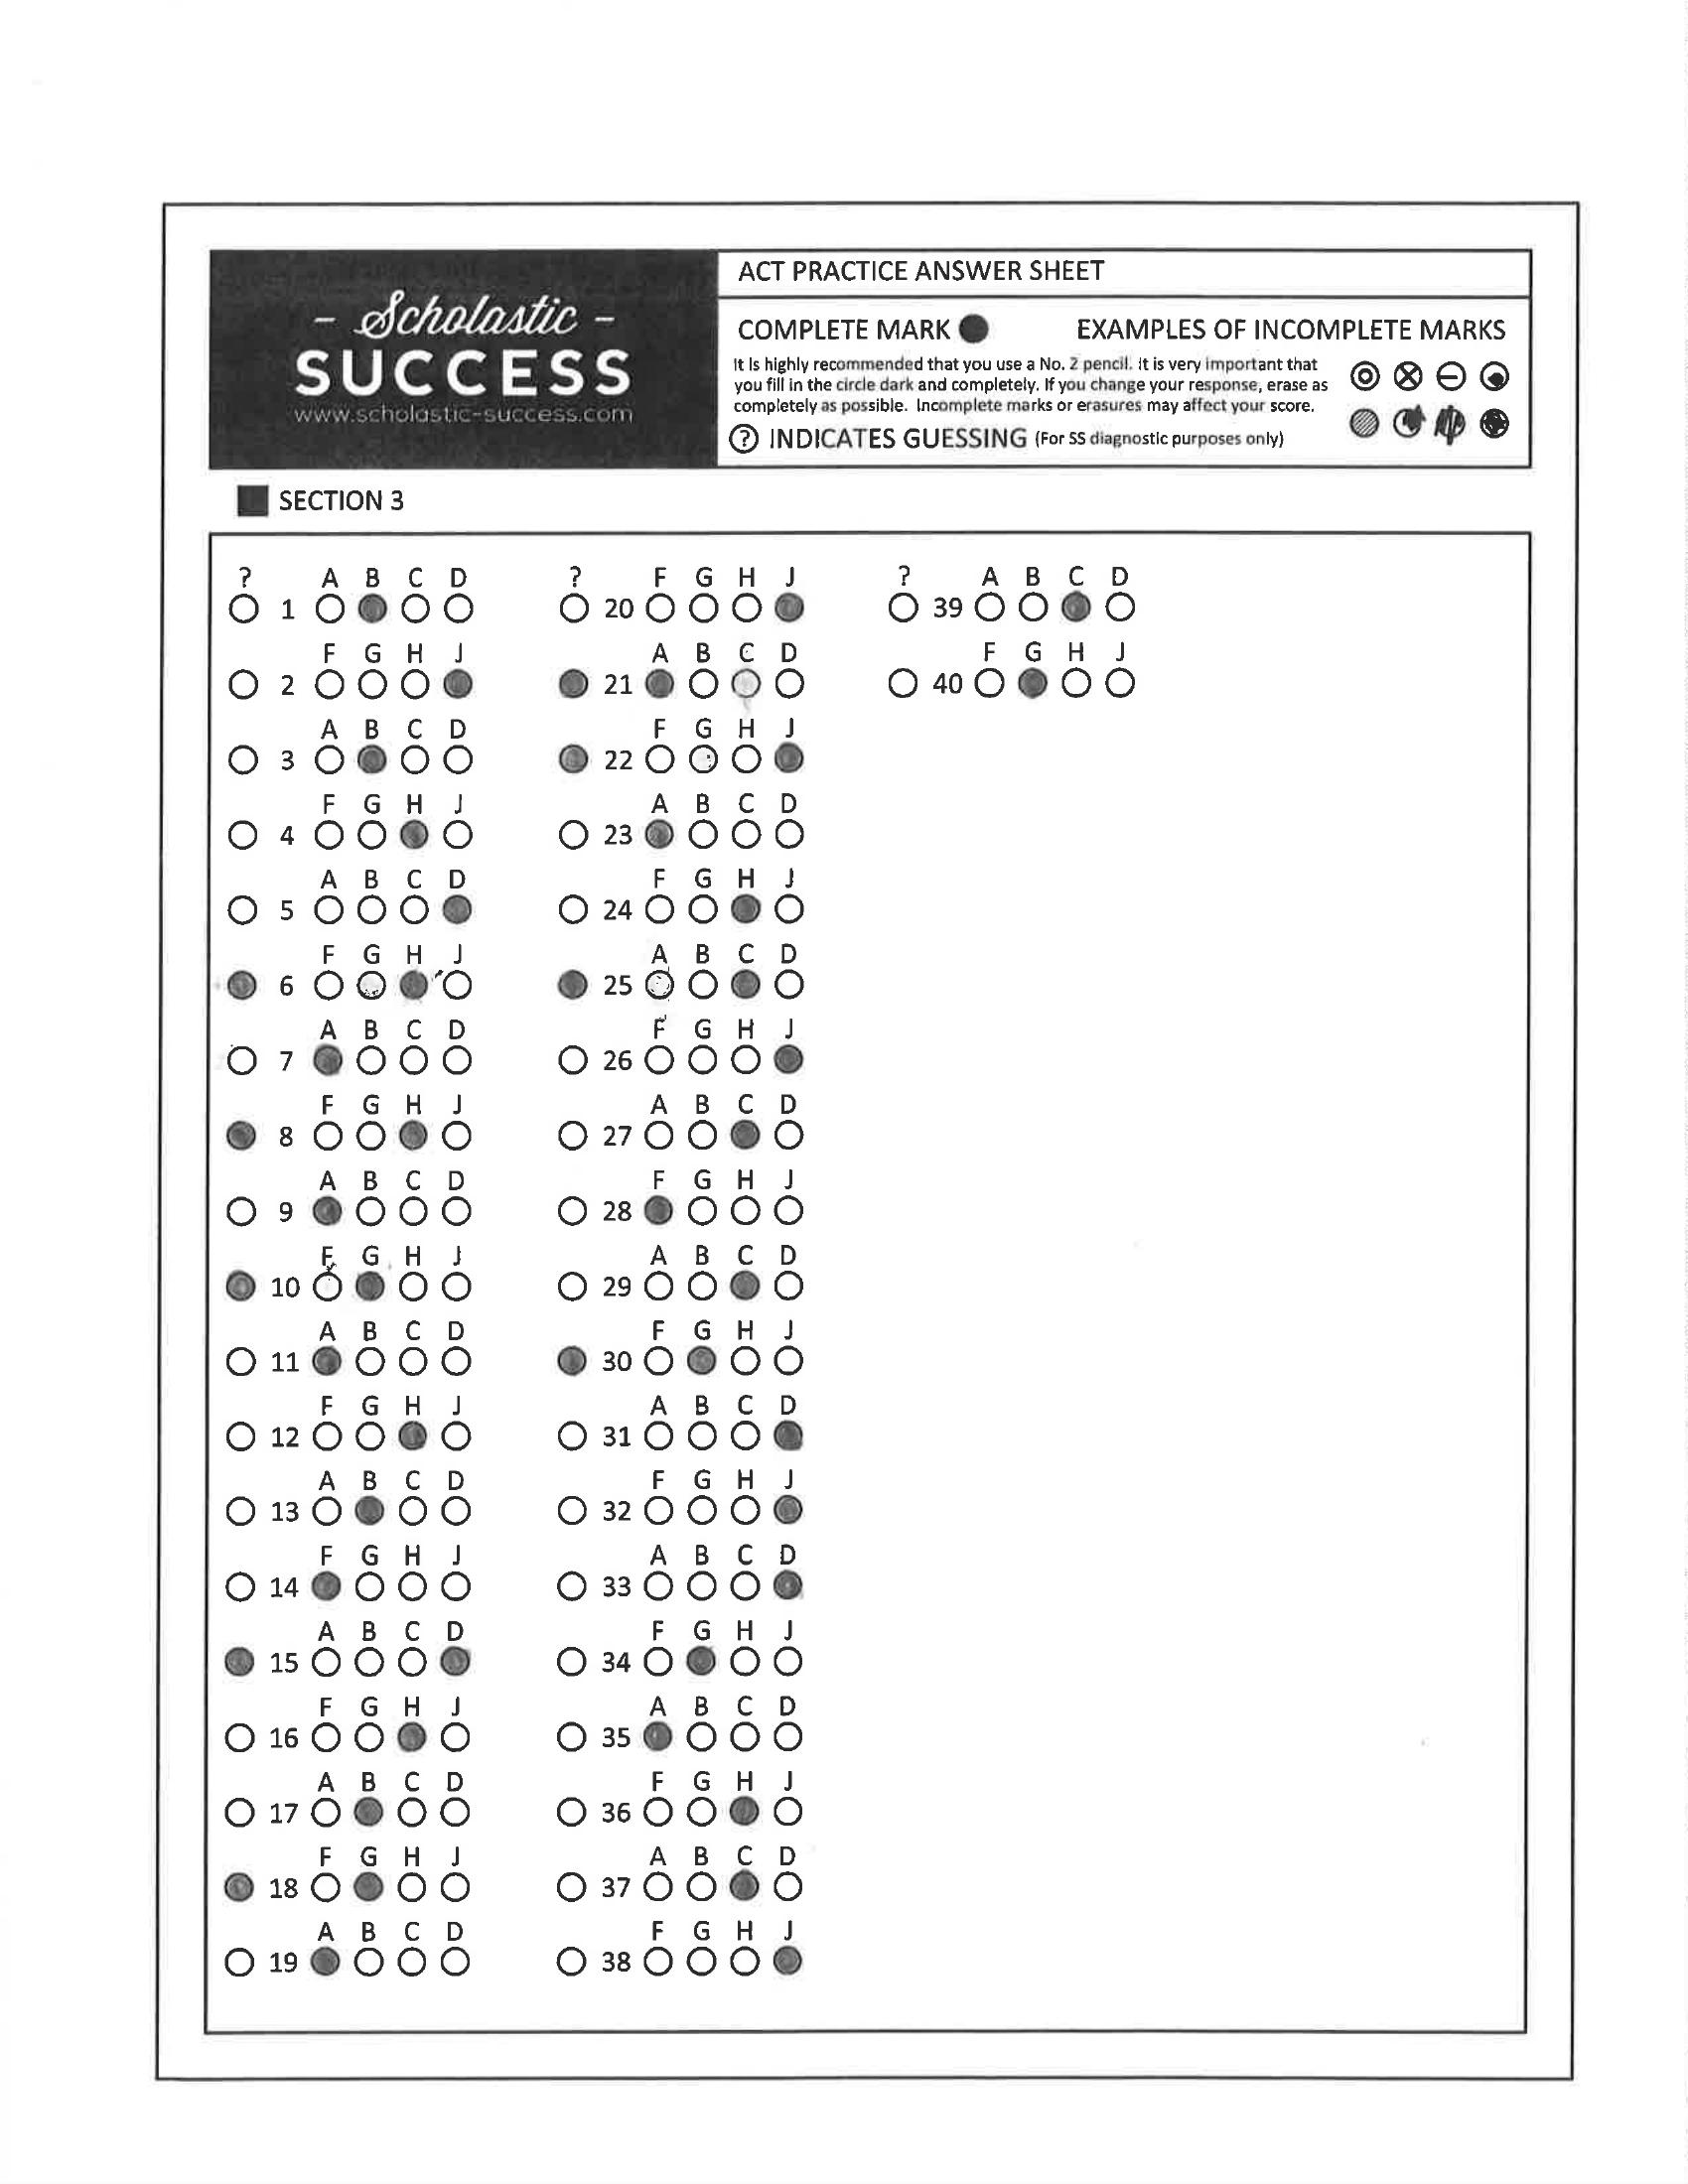 - Scholastic -
SUCCESS
www.scholastic-success.com
ACT PRACTICE ANSWER SHEET
COMPLETE MARK
EXAMPLES OF INCOMPLETE MARKS
It is highly recommended that you use a No. 2 pencil. It is very important that
you fill in the circle dark and completely. If you change your response, erase as
completely as possible. Incomplete marks or erasures may affect your score.
? INDICATES GUESSING (For SS diagnostic purposes only)
SECTION 3
? A B C D
1
F G H J
2
A B C D
3
F G H J
4
A B C D
5
F G H J
6
A B C D
7
F G H J
8
A B C D
9
F G H J
10
A B C D
11
F G H J
12
A B C D
13
F G H J
14
A B C D
15
F G H J
16
A B C D
17
F G H J
18
A B C D
19
? F G H J
20
A B C D
21
F G H J
22
A B C D
23
F G H J
24
A B C D
25
F G H J
26
A B C D
27
F G H J
28
A B C D
29
F G H J
30
A B C D
31
F G H J
32
A B C D
33
F G H J
34
A B C D
35
F G H J
36
A B C D
37
F G H J
38
? A B C D
39
F G H J
40